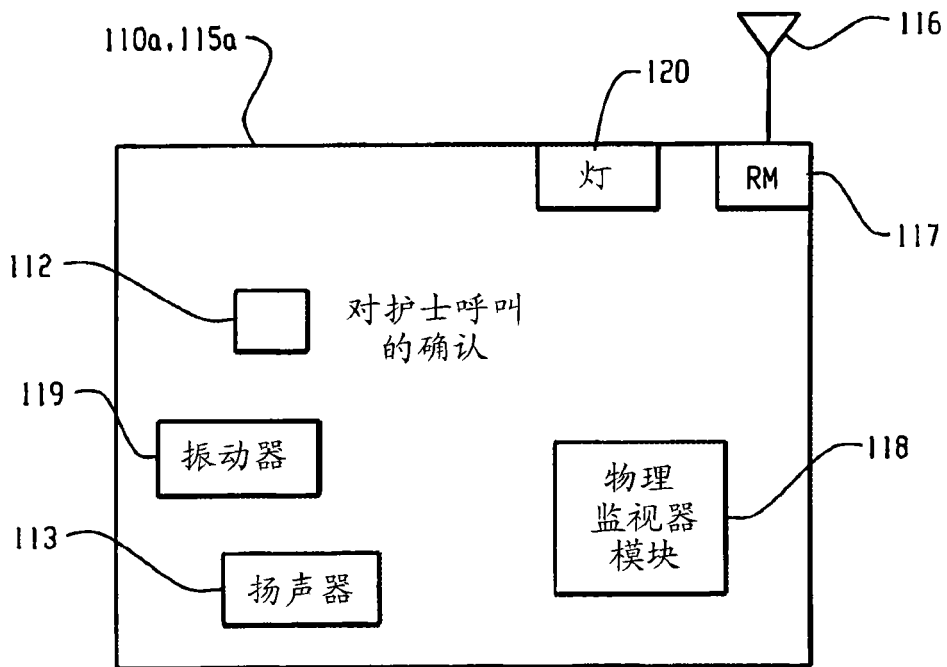 110a,115a
116
120
灯
RM
117
112
对护士呼叫
的确认
119
振动器
物理
监视器
模块
118
113
扬声器